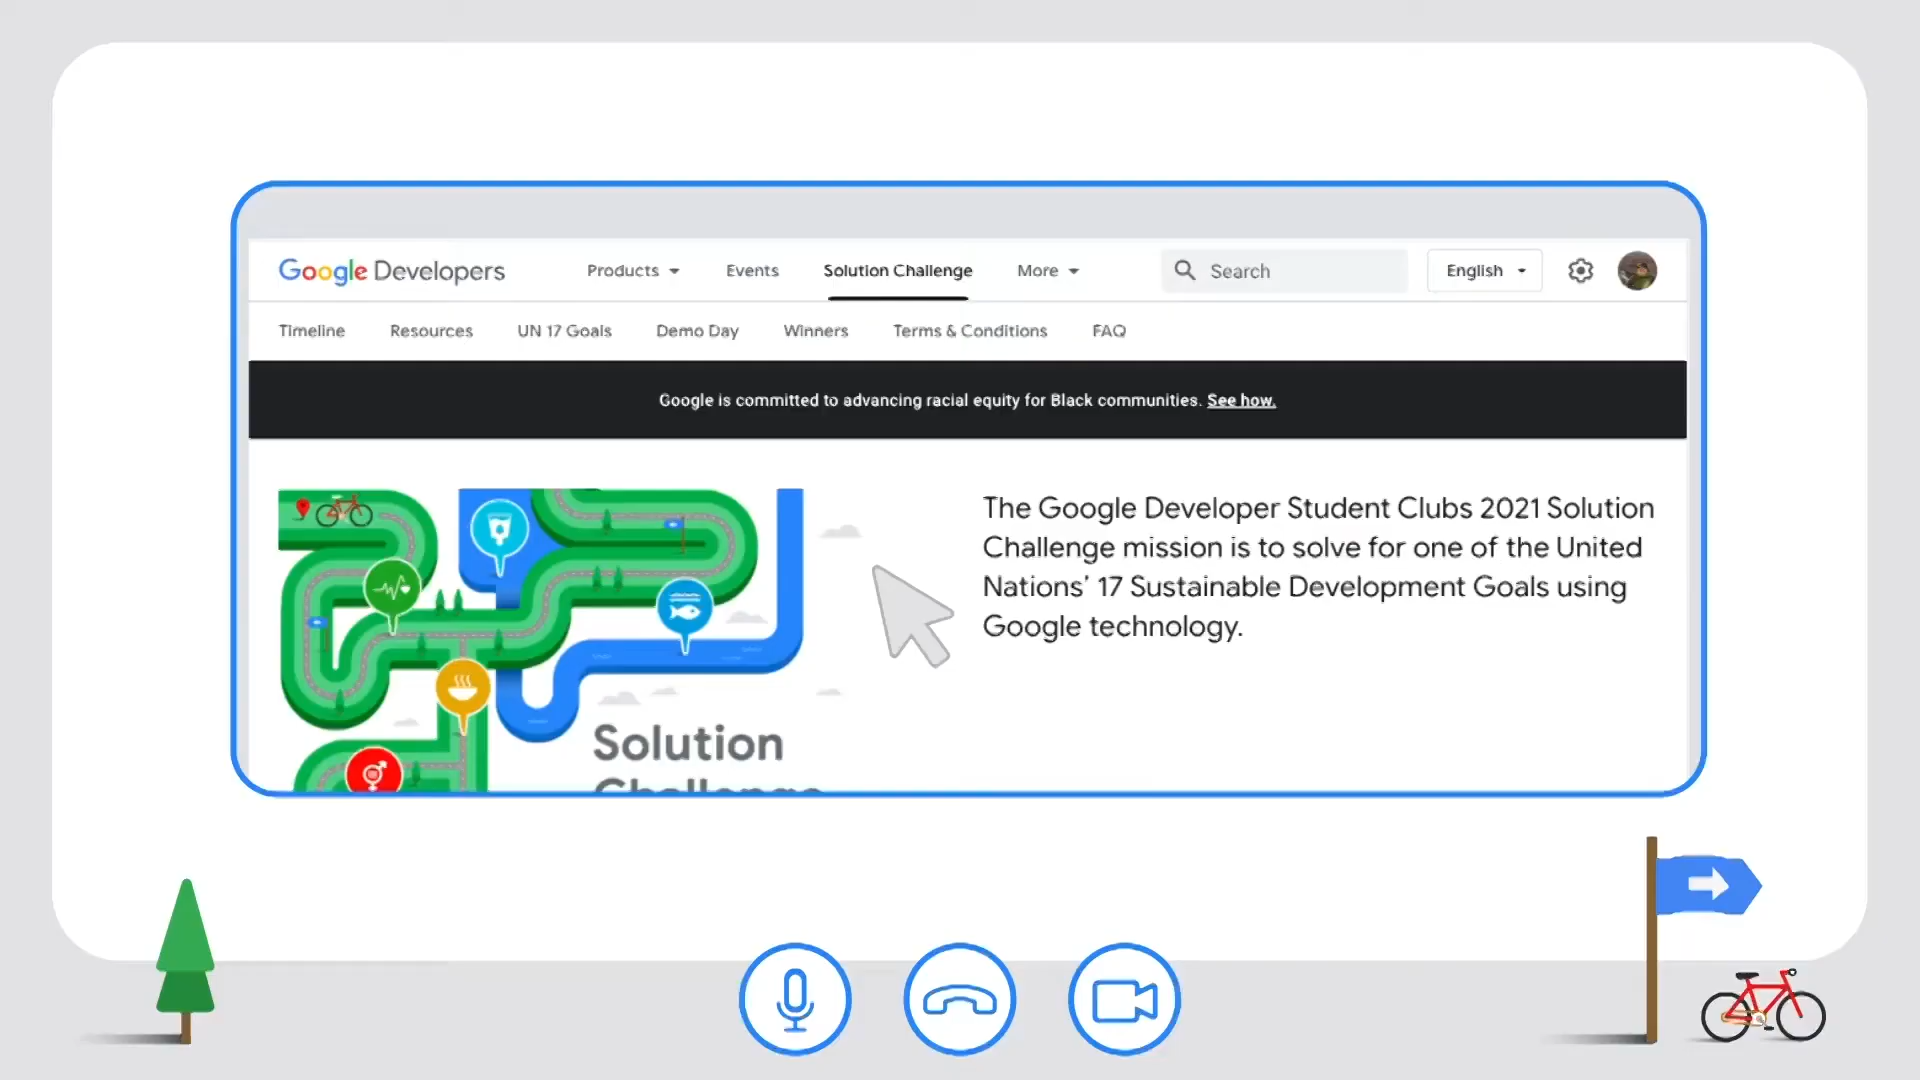 Google Developers Products Events Solution Challenge More Search English
Timeline Resources UN 17 Goals Demo Day Winners Terms & Conditions FAQ
Google is committed to advancing racial equity for Black communities. See how.
The Google Developer Student Clubs 2021 Solution
Challenge mission is to solve for one of the United
Nations' 17 Sustainable Development Goals using
Google technology.
Solution
Challenge